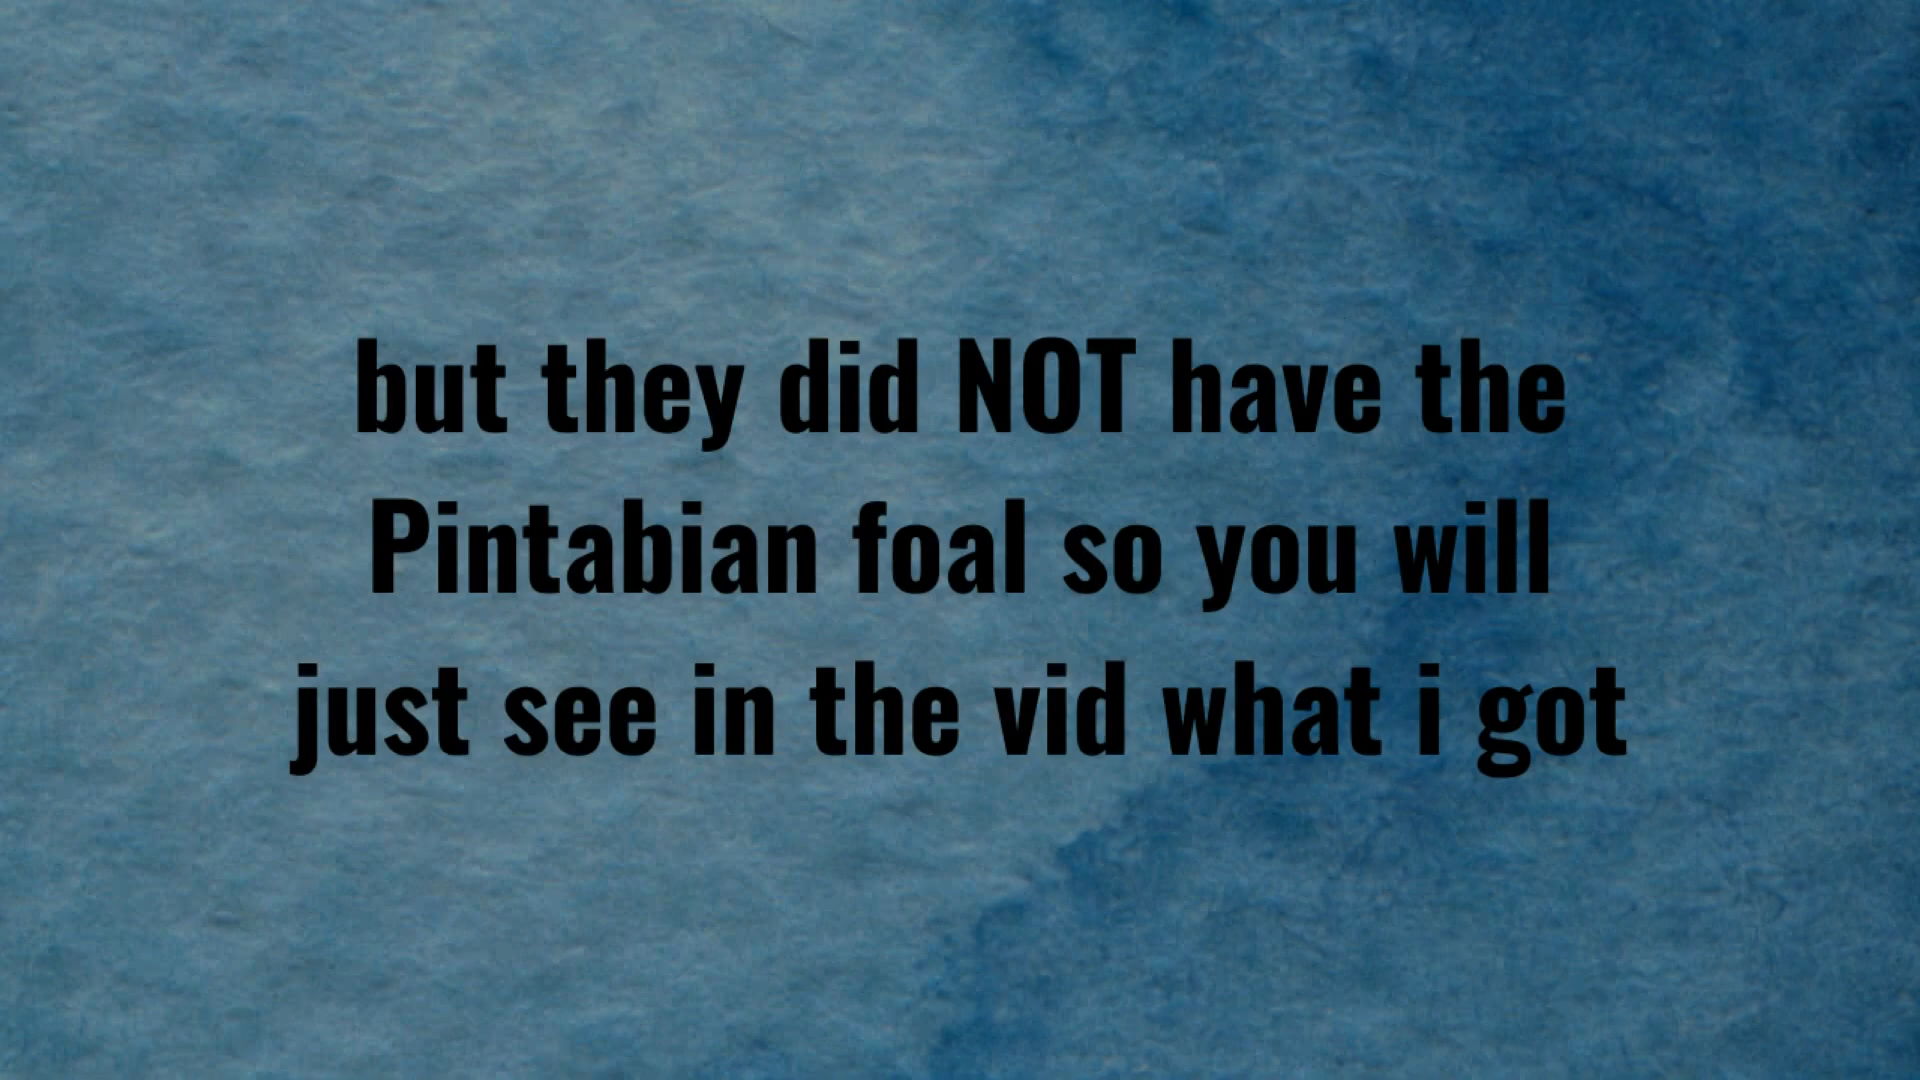 but they did NOT have the
Pintabian foal so you will
just see in the vid what i got